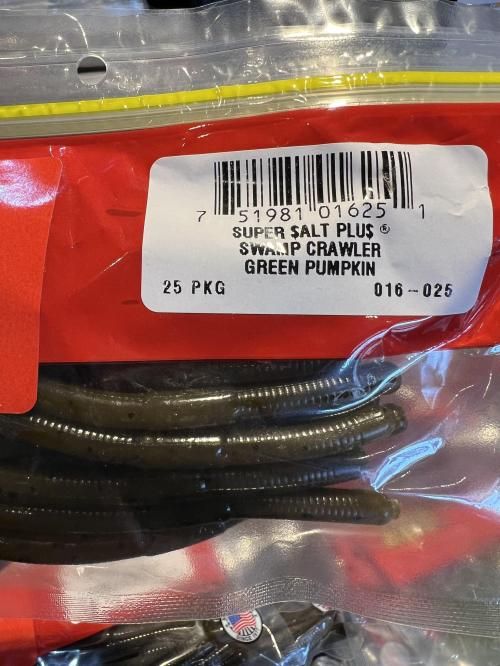 7 51981 01625 1
SUPER $ALT PLU$ ®
SWAMP CRAWLER
GREEN PUMPKIN
25 PKG 016-025